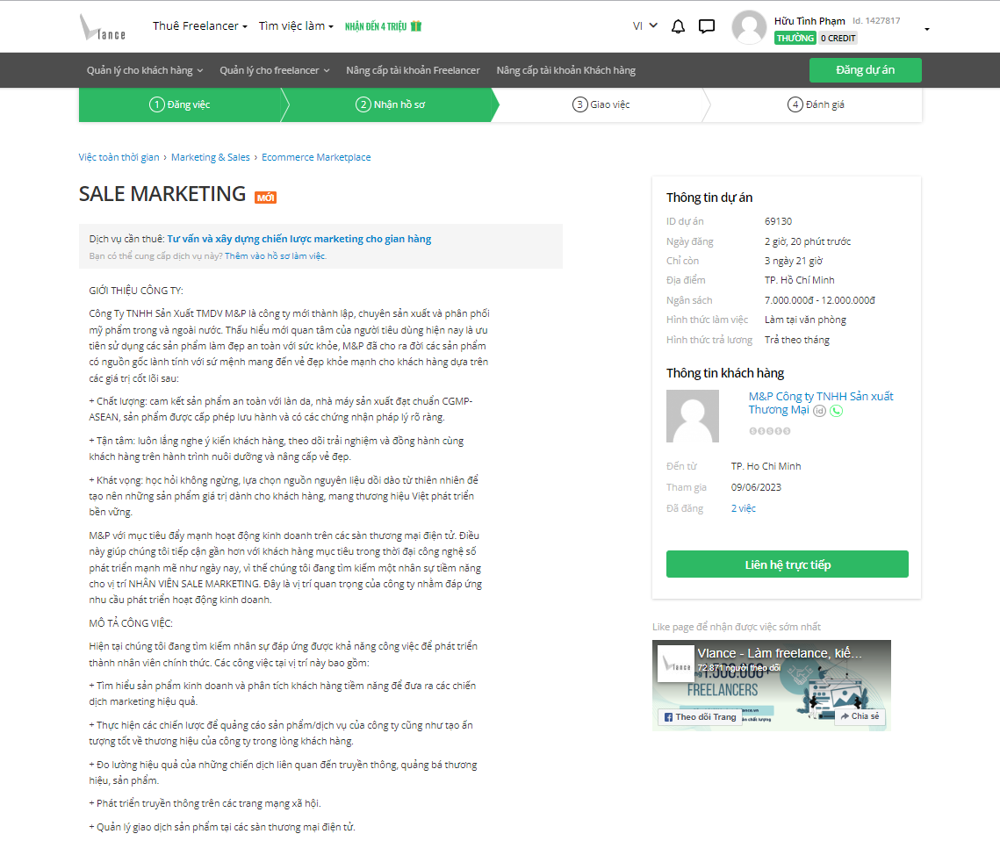 Vlance
Thuê Freelancer
Tìm việc làm
NHẬN ĐẾN 4 TRIỆU
VI
Hữu Tình Phạm Id. 1427817
THƯỜNG 0 CREDIT
Quản lý cho khách hàng
Quản lý cho freelancer
Nâng cấp tài khoản Freelancer
Nâng cấp tài khoản Khách hàng
Đăng dự án
1 Đăng việc
2 Nhận hồ sơ
3 Giao việc
4 Đánh giá
Việc toàn thời gian › Marketing & Sales › Ecommerce Marketplace
SALE MARKETING MỚI
Dịch vụ cần thuê: Tư vấn và xây dựng chiến lược marketing cho gian hàng
Bạn có thể cung cấp dịch vụ này? Thêm vào hồ sơ làm việc.
GIỚI THIỆU CÔNG TY:
Công Ty TNHH Sản Xuất TMDV M&P là công ty mới thành lập, chuyên sản xuất và phân phối
mỹ phẩm trong và ngoài nước. Thấu hiểu mới quan tâm của người tiêu dùng hiện nay là ưu
tiên sử dụng các sản phẩm làm đẹp an toàn với sức khỏe, M&P đã cho ra đời các sản phẩm
có nguồn gốc lành tính với sứ mệnh mang đến vẻ đẹp khỏe mạnh cho khách hàng dựa trên
các giá trị cốt lõi sau:
+ Chất lượng: cam kết sản phẩm an toàn với làn da, nhà máy sản xuất đạt chuẩn CGMP-
ASEAN, sản phẩm được cấp phép lưu hành và có các chứng nhận pháp lý rõ ràng.
+ Tận tâm: luôn lắng nghe ý kiến khách hàng, theo dõi trải nghiệm và đồng hành cùng
khách hàng trên hành trình nuôi dưỡng và nâng cấp vẻ đẹp.
+ Khát vọng: học hỏi không ngừng, lựa chọn nguồn nguyên liệu dồi dào từ thiên nhiên để
tạo nên những sản phẩm giá trị dành cho khách hàng, mang thương hiệu Việt phát triển
bền vững.
M&P với mục tiêu đẩy mạnh hoạt động kinh doanh trên các sàn thương mại điện tử. Điều
này giúp chúng tôi tiếp cận gần hơn với khách hàng mục tiêu trong thời đại công nghệ số
phát triển mạnh mẽ như ngày nay, vì thế chúng tôi đang tìm kiếm một nhân sự tiềm năng
cho vị trí NHÂN VIÊN SALE MARKETING. Đây là vị trí quan trọng của công ty nhằm đáp ứng
nhu cầu phát triển hoạt động kinh doanh.
MÔ TẢ CÔNG VIỆC:
Hiện tại chúng tôi đang tìm kiếm nhân sự đáp ứng được khả năng công việc để phát triển
thành nhân viên chính thức. Các công việc tại vị trí này bao gồm:
+ Tìm hiểu sản phẩm kinh doanh và phân tích khách hàng tiềm năng để đưa ra các chiến
dịch marketing hiệu quả.
+ Thực hiện các chiến lược để quảng cáo sản phẩm/dịch vụ của công ty cũng như tạo ấn
tượng tốt về thương hiệu của công ty trong lòng khách hàng.
+ Đo lường hiệu quả của những chiến dịch liên quan đến truyền thông, quảng bá thương
hiệu, sản phẩm.
+ Phát triển truyền thông trên các trang mạng xã hội.
+ Quản lý giao dịch sản phẩm tại các sàn thương mại điện tử.
Thông tin dự án
ID dự án 69130
Ngày đăng 2 giờ, 20 phút trước
Chỉ còn 3 ngày 21 giờ
Địa điểm TP. Hồ Chí Minh
Ngân sách 7.000.000đ - 12.000.000đ
Hình thức làm việc Làm tại văn phòng
Hình thức trả lương Trả theo tháng
Thông tin khách hàng
M&P Công ty TNHH Sản xuất
Thương Mại id
Đến từ TP. Ho Chi Minh
Tham gia 09/06/2023
Đã đăng 2 việc
Liên hệ trực tiếp
Like page để nhận được việc sớm nhất
Vlance - Làm freelance, kiế...
72.871 người theo dõi
FREELANCERS
Theo dõi Trang
Chia sẻ